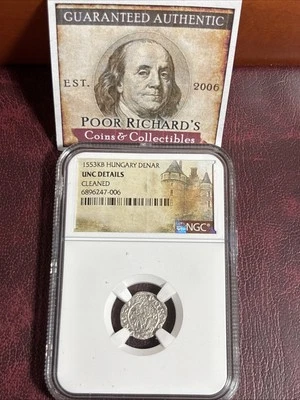 GUARANTEED AUTHENTIC
EST. 2006
POOR RICHARD'S
Coins & Collectibles
1553KB HUNGARY DENAR
UNC DETAILS
CLEANED
6896247-006
NGC